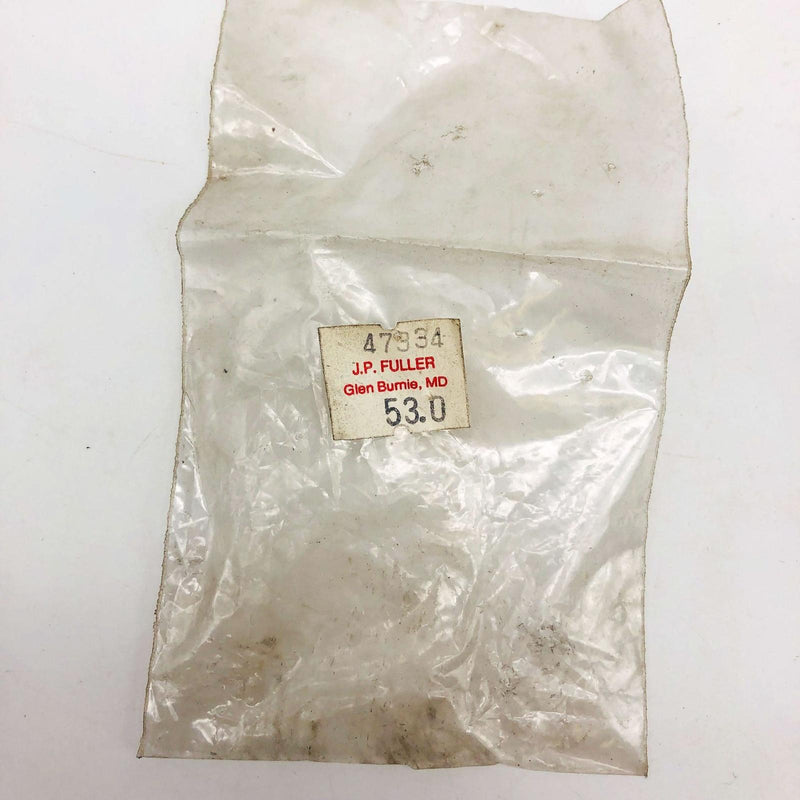 47334
J.P. FULLER
Glen Burnie, MD
53.0